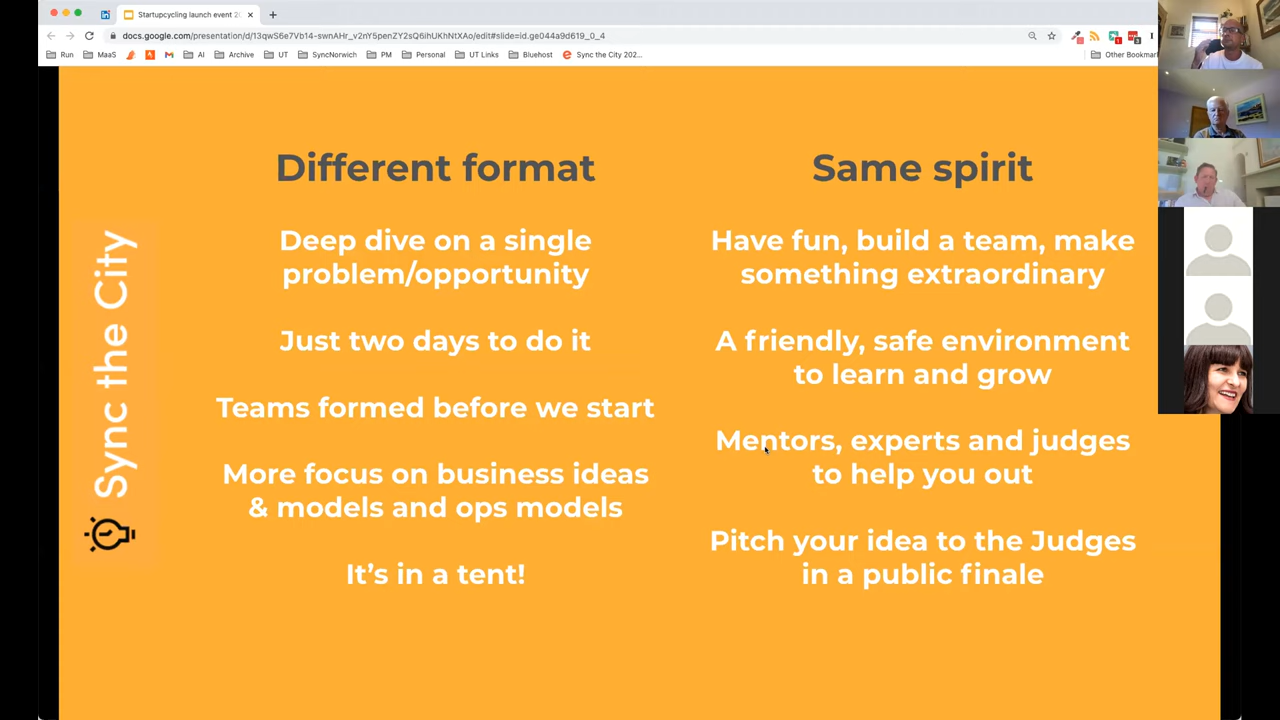 Startupcycling launch event 2
docs.google.com/presentation/d/13qwS6e7Vb14-swnAHr_v2nY5penZY2sQ6ihUKhNtXAo/edit#slide=id.ge044a9d619_0_4
Run
MaaS
AI
Archive
UT
SyncNorwich
PM
Personal
UT Links
Bluehost
Sync the City 202...
Other Bookmar
Sync the City
Different format
Deep dive on a single
problem/opportunity
Just two days to do it
Teams formed before we start
More focus on business ideas
& models and ops models
It's in a tent!
Same spirit
Have fun, build a team, make
something extraordinary
A friendly, safe environment
to learn and grow
Mentors, experts and judges
to help you out
Pitch your idea to the Judges
in a public finale